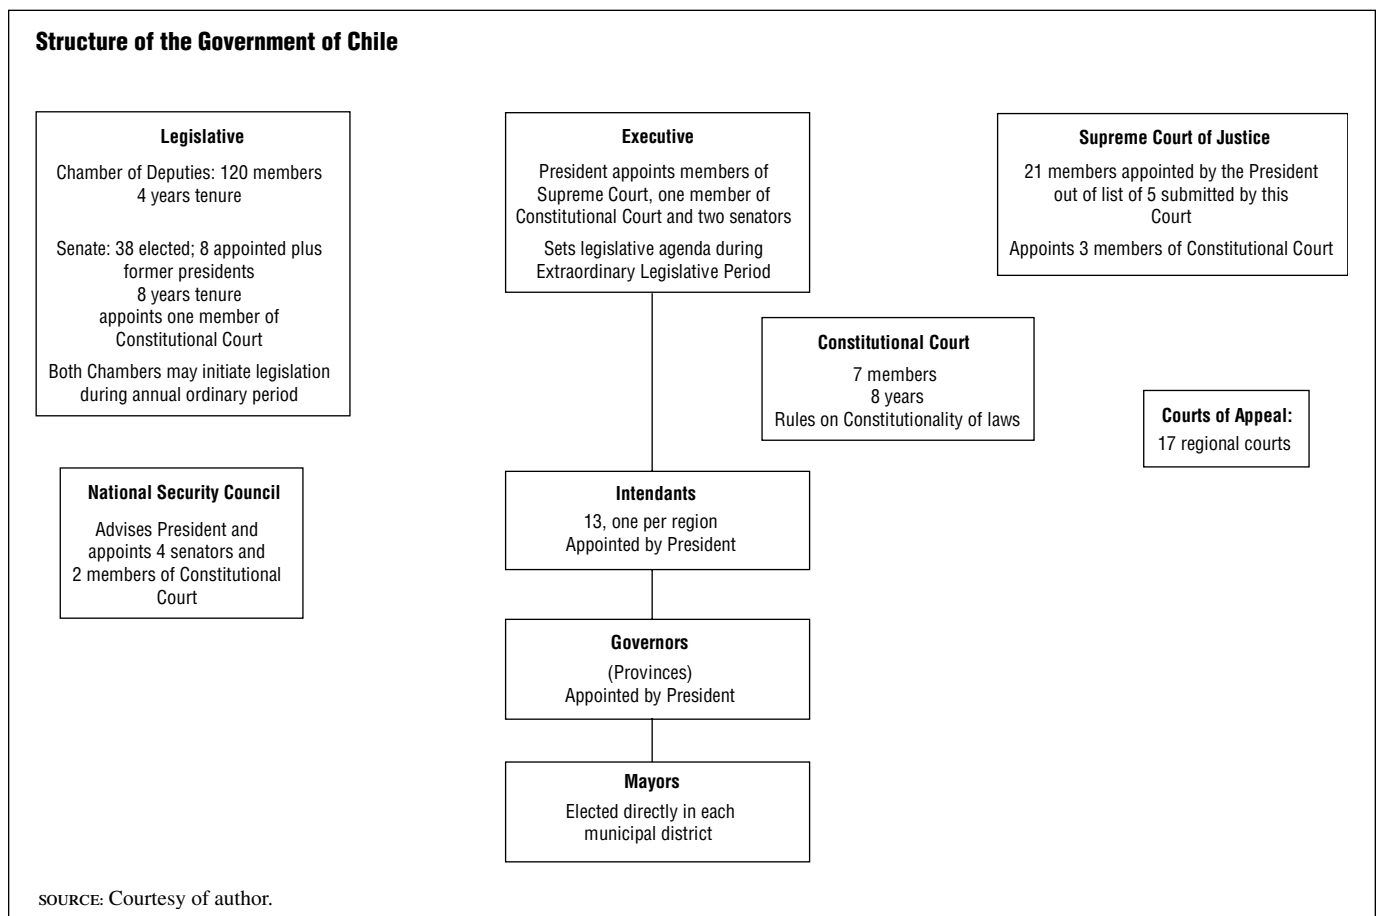 Structure of the Government of Chile
Legislative
Chamber of Deputies: 120 members
4 years tenure
Senate: 38 elected; 8 appointed plus
former presidents
8 years tenure
appoints one member of
Constitutional Court
Both Chambers may initiate legislation
during annual ordinary period
National Security Council
Advises President and
appoints 4 senators and
2 members of Constitutional
Court
Executive
President appoints members of
Supreme Court, one member of
Constitutional Court and two senators
Sets legislative agenda during
Extraordinary Legislative Period
Constitutional Court
7 members
8 years
Rules on Constitutionality of laws
Intendants
13, one per region
Appointed by President
Governors
(Provinces)
Appointed by President
Mayors
Elected directly in each
municipal district
Supreme Court of Justice
21 members appointed by the President
out of list of 5 submitted by this
Court
Appoints 3 members of Constitutional Court
Courts of Appeal:
17 regional courts
SOURCE: Courtesy of author.